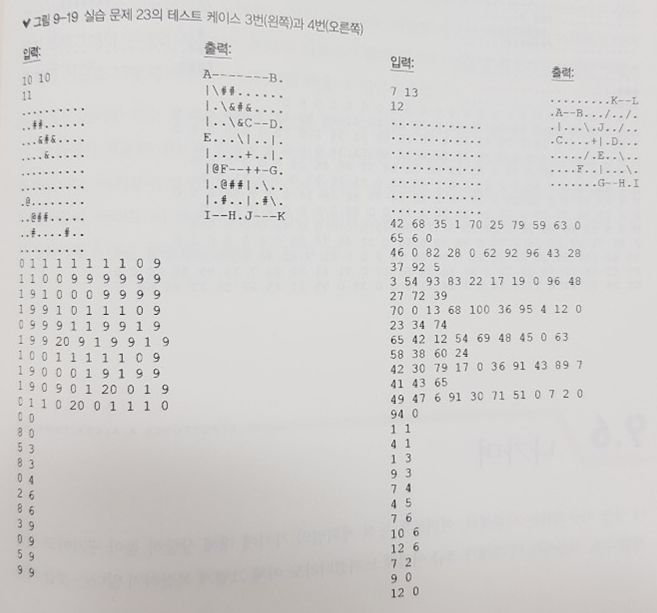 ♥ 그림 9-19 실습 문제 23의 테스트 케이스 3번(왼쪽)과 4번(오른쪽)
입력:
10 10
11
..........
..##......
...&#&....
....&.....
..........
..........
.@........
..@##.....
..#....#..
..........
0 1 1 1 1 1 1 1 0 9
1 1 0 0 9 9 9 9 9 9
1 9 1 0 0 0 9 9 9 9
1 9 9 1 0 1 1 1 0 9
0 9 9 9 1 1 9 9 1 9
1 9 9 20 9 1 9 9 1 9
1 0 0 1 1 1 1 1 0 9
1 9 0 0 0 1 9 1 9 9
1 9 0 9 0 1 20 0 1 9
0 1 1 0 20 0 1 1 1 0
0 0
8 0
5 3
8 3
0 4
2 6
8 6
3 9
0 9
5 9
9 9
출력:
A-------B.
|\##......
|.\&#&....
|..\&C--D.
E...\|..|.
|....+..|.
|@F--++-G.
|.@##|.\..
|.#..|.#\.
I--H.J---K
입력:
7 13
12
.............
.............
.............
.............
.............
.............
.............
42 68 35 1 70 25 79 59 63 0
65 6 0
46 0 82 28 0 62 92 96 43 28
37 92 5
3 54 93 83 22 17 19 0 96 48
27 72 39
70 0 13 68 100 36 95 4 12 0
23 34 74
65 42 12 54 69 48 45 0 63
58 38 60 24
42 30 79 17 0 36 91 43 89 7
41 43 65
49 47 6 91 30 71 51 0 7 2 0
94 0
1 1
4 1
1 3
9 3
7 4
4 5
7 6
10 6
12 6
7 2
9 0
12 0
출력:
.........K--L
.A--B.../../.
.|...\.J../..
.C....+|.D...
...../.E..\..
....F..|...\.
.......G--H.I
9.6